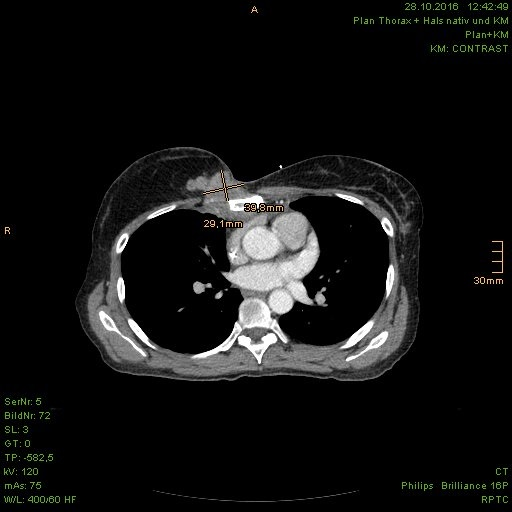 A
28.10.2016 12:42:49
Plan Thorax + Hals nativ und KM
Plan+KM
KM: CONTRAST
R
39,8mm
29,1mm
30mm
SerNr: 5
BildNr: 72
SL: 3
GT: 0
TP: -582,5
kV: 120
mAs: 75
W/L: 400/60 HF
CT
Philips Brilliance 16P
RPTC